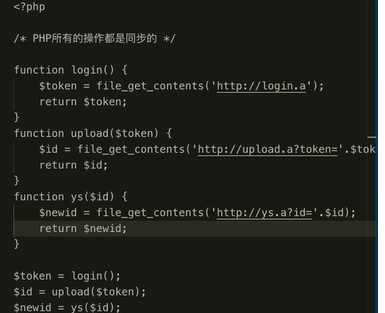 <?php
/* PHP所有的操作都是同步的 */
function login() {
$token = file_get_contents('http://login.a');
return $token;
}
function upload($token) {
$id = file_get_contents('http://upload.a?token='.$tok
return $id;
}
function ys($id) {
$newid = file_get_contents('http://ys.a?id='.$id);
return $newid;
}
$token = login();
$id = upload($token);
$newid = ys($id);